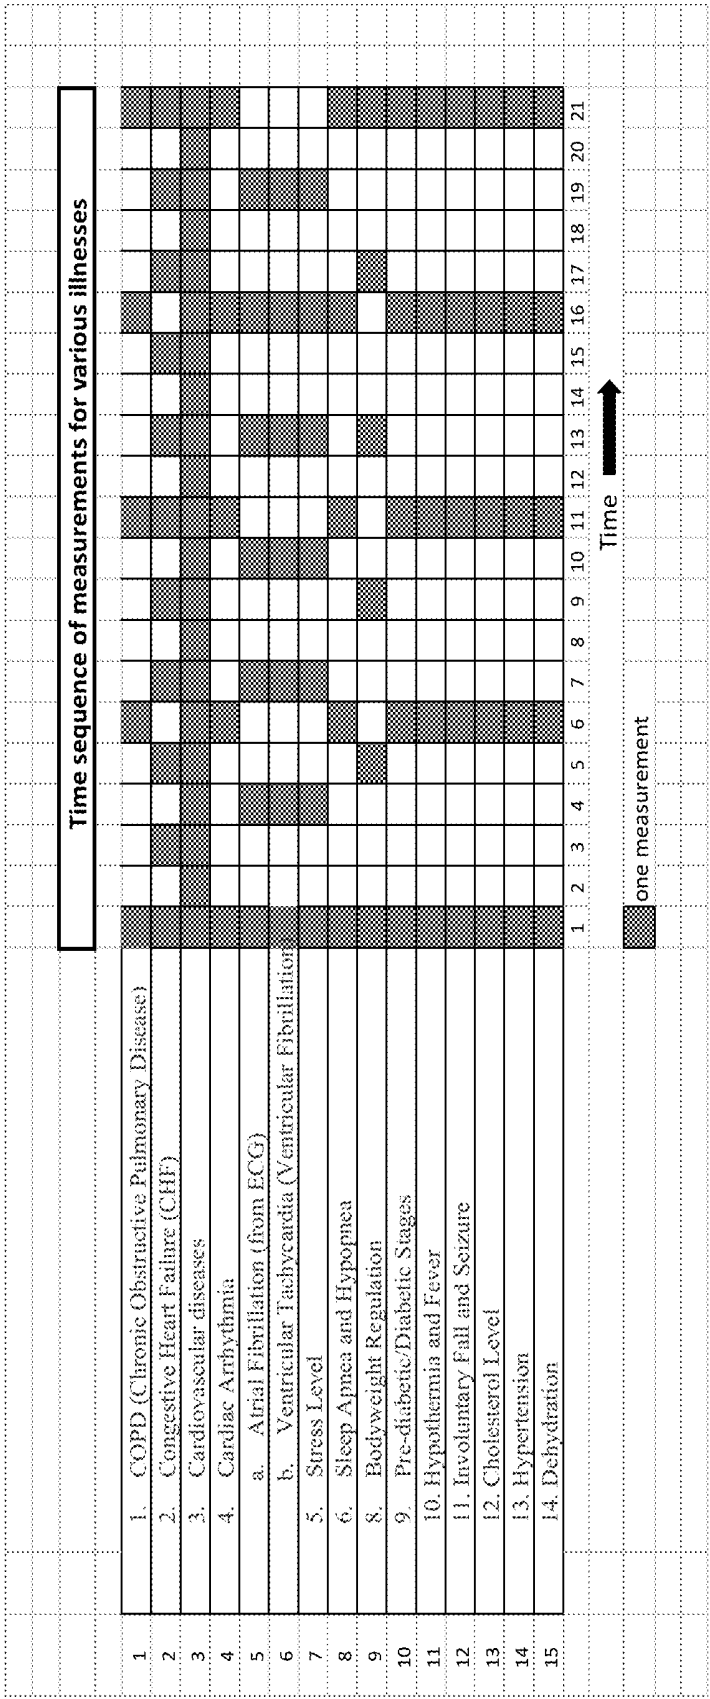 Time sequence of measurements for various illnesses
1 1. COPD (Chronic Obstructive Pulmonary Disease)
2 2. Congestive Heart Failure (CHF)
3 3. Cardiovascular diseases
4 4. Cardiac Arrhythmia
5 a. Atrial Fibrillation (from ECG)
6 b. Ventricular Tachycardia (Ventricular Fibrillation)
7 5. Stress Level
8 6. Sleep Apnea and Hypopnea
9 8. Bodyweight Regulation
10 9. Pre-diabetic/Diabetic Stages
11 10. Hypothermia and Fever
12 11. Involuntary Fall and Seizure
13 12. Cholesterol Level
14 13. Hypertension
15 14. Dehydration
1 2 3 4 5 6 7 8 9 10 11 12 13 14 15 16 17 18 19 20 21
Time
one measurement